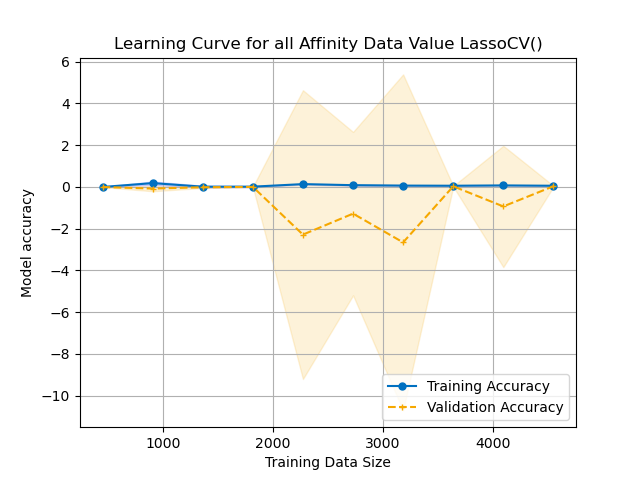 Learning Curve for all Affinity Data Value LassoCV()
6
4
2
0
−2
−4
−6
−8
−10
Model accuracy
1000 2000 3000 4000
Training Data Size
Training Accuracy
Validation Accuracy